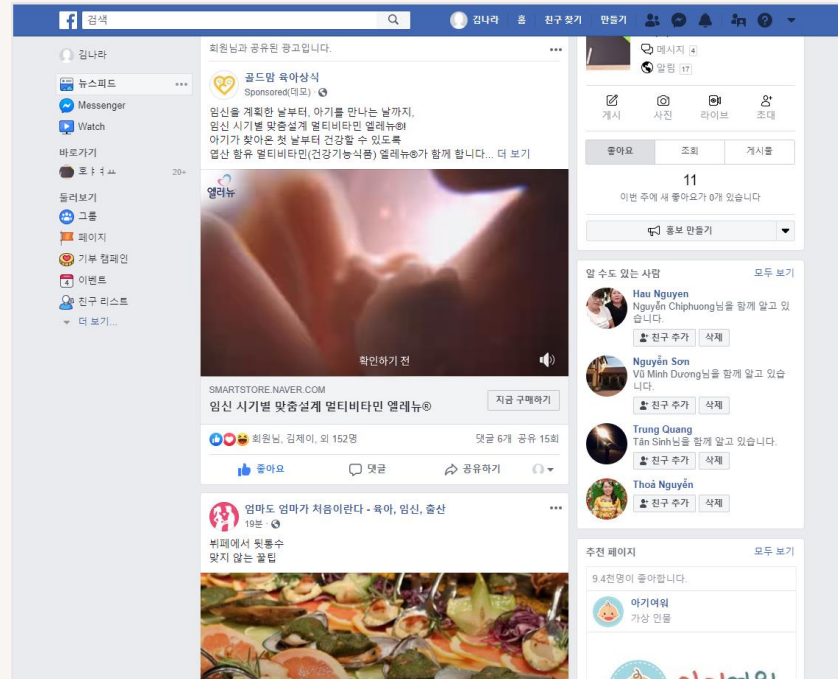 검색
김나라
홈
친구 찾기
만들기
김나라
뉴스피드
Messenger
Watch
바로가기
20+
둘러보기
그룹
페이지
기부 캠페인
이벤트
친구 리스트
더 보기...
회원님과 공유된 광고입니다.
골드맘 육아상식
Sponsored(데모)
임신을 계획한 날부터, 아기를 만나는 날까지,
임신 시기별 맞춤설계 멀티비타민 엘레뉴®!
아기가 찾아온 첫 날부터 건강할 수 있도록
엽산 함유 멀티비타민(건강기능식품) 엘레뉴®가 함께 합니다... 더 보기
엘레뉴
확인하기 전
SMARTSTORE.NAVER.COM
임신 시기별 맞춤설계 멀티비타민 엘레뉴®
지금 구매하기
회원님, 김제이, 외 152명
댓글 6개 공유 15회
좋아요
댓글
공유하기
엄마도 엄마가 처음이란다 - 육아, 임신, 출산
19분
뷔페에서 뒷통수
맞지 않는 꿀팁
메시지 4
알림 17
게시
사진
라이브
초대
좋아요
조회
게시물
11
이번 주에 새 좋아요가 0개 있습니다
홍보 만들기
알 수도 있는 사람
모두 보기
Hau Nguyen
Nguyễn Chiphuong님을 함께 알고 있
습니다.
친구 추가
삭제
Nguyễn Sơn
Vũ Minh Dương님을 함께 알고 있습
니다.
친구 추가
삭제
Trung Quang
Tân Sinh님을 함께 알고 있습니다.
친구 추가
삭제
Thoả Nguyễn
친구 추가
삭제
추천 페이지
모두 보기
9.4천명이 좋아합니다.
아기여워
가상 인물